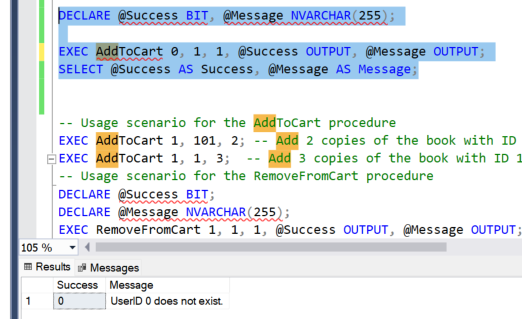 DECLARE @Success BIT, @Message NVARCHAR(255);
EXEC AddToCart 0, 1, 1, @Success OUTPUT, @Message OUTPUT;
SELECT @Success AS Success, @Message AS Message;
-- Usage scenario for the AddToCart procedure
EXEC AddToCart 1, 101, 2; -- Add 2 copies of the book with ID
EXEC AddToCart 1, 1, 3;  -- Add 3 copies of the book with ID 1
-- Usage scenario for the RemoveFromCart procedure
DECLARE @Success BIT;
DECLARE @Message NVARCHAR(255);
EXEC RemoveFromCart 1, 1, 1, @Success OUTPUT, @Message OUTPUT;
105 %
Results Messages
Success Message
1 0 UserID 0 does not exist.